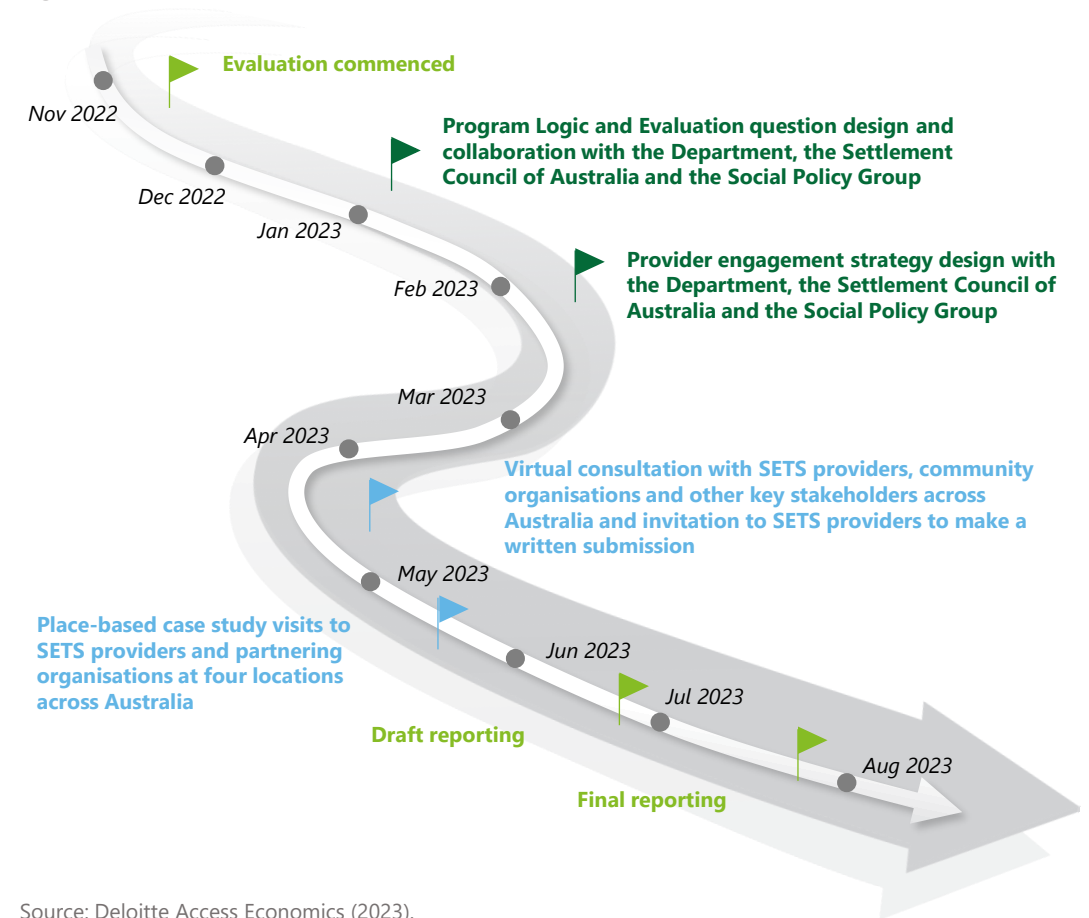 Evaluation commenced
Nov 2022
Program Logic and Evaluation question design and
collaboration with the Department, the Settlement
Council of Australia and the Social Policy Group
Dec 2022
Jan 2023
Provider engagement strategy design with
the Department, the Settlement Council of
Australia and the Social Policy Group
Feb 2023
Mar 2023
Apr 2023
Virtual consultation with SETS providers, community
organisations and other key stakeholders across
Australia and invitation to SETS providers to make a
written submission
May 2023
Place-based case study visits to
SETS providers and partnering
organisations at four locations
across Australia
Jun 2023
Jul 2023
Draft reporting
Aug 2023
Final reporting
Source: Deloitte Access Economics (2023).